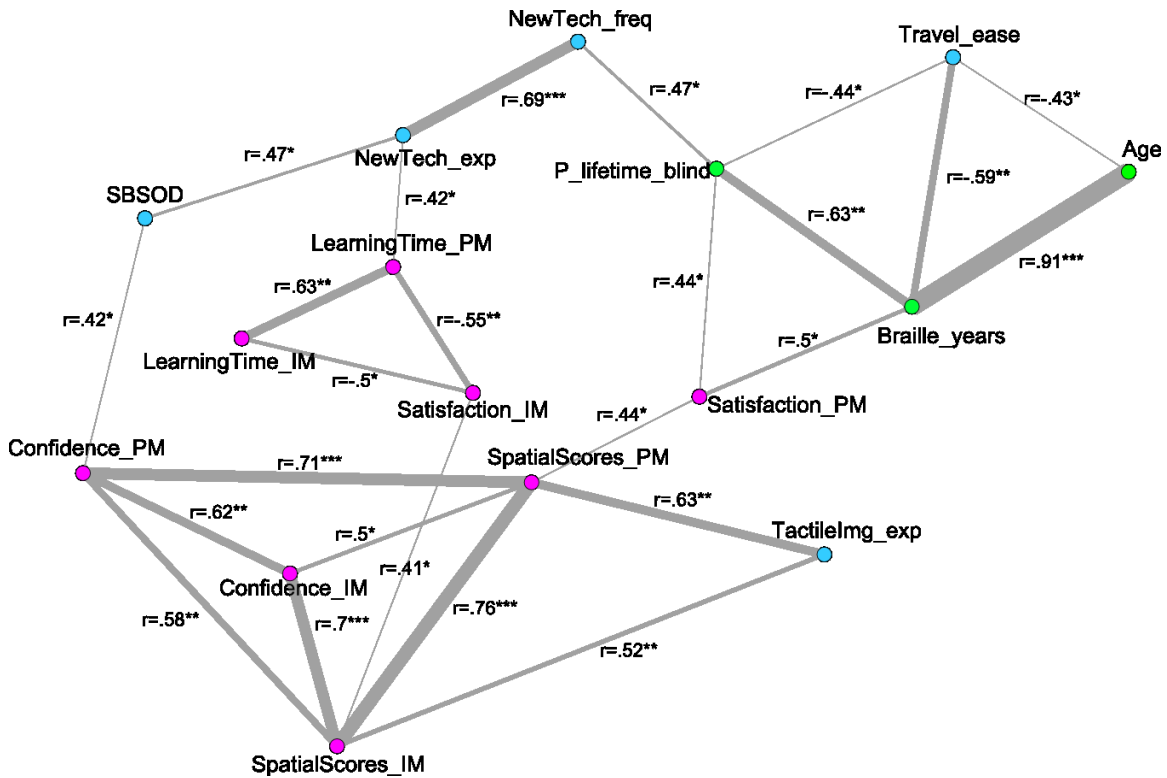 NewTech_freq
Travel_ease
r=.69***
r=.47*
r=-.44*
r=-.43*
NewTech_exp
r=.47*
Age
P_lifetime_blind
r=-.59**
SBSOD
r=.42*
r=.63**
LearningTime_PM
r=.91***
r=.63**
r=.44*
r=.42*
r=-.55**
Braille_years
r=.5*
LearningTime_IM
r=-.5*
Satisfaction_IM
Satisfaction_PM
r=.44*
Confidence_PM
SpatialScores_PM
r=.71***
r=.63**
r=.62**
r=.5*
TactileImg_exp
r=.41*
Confidence_IM
r=.76***
r=.58**
r=.7***
r=.52**
SpatialScores_IM